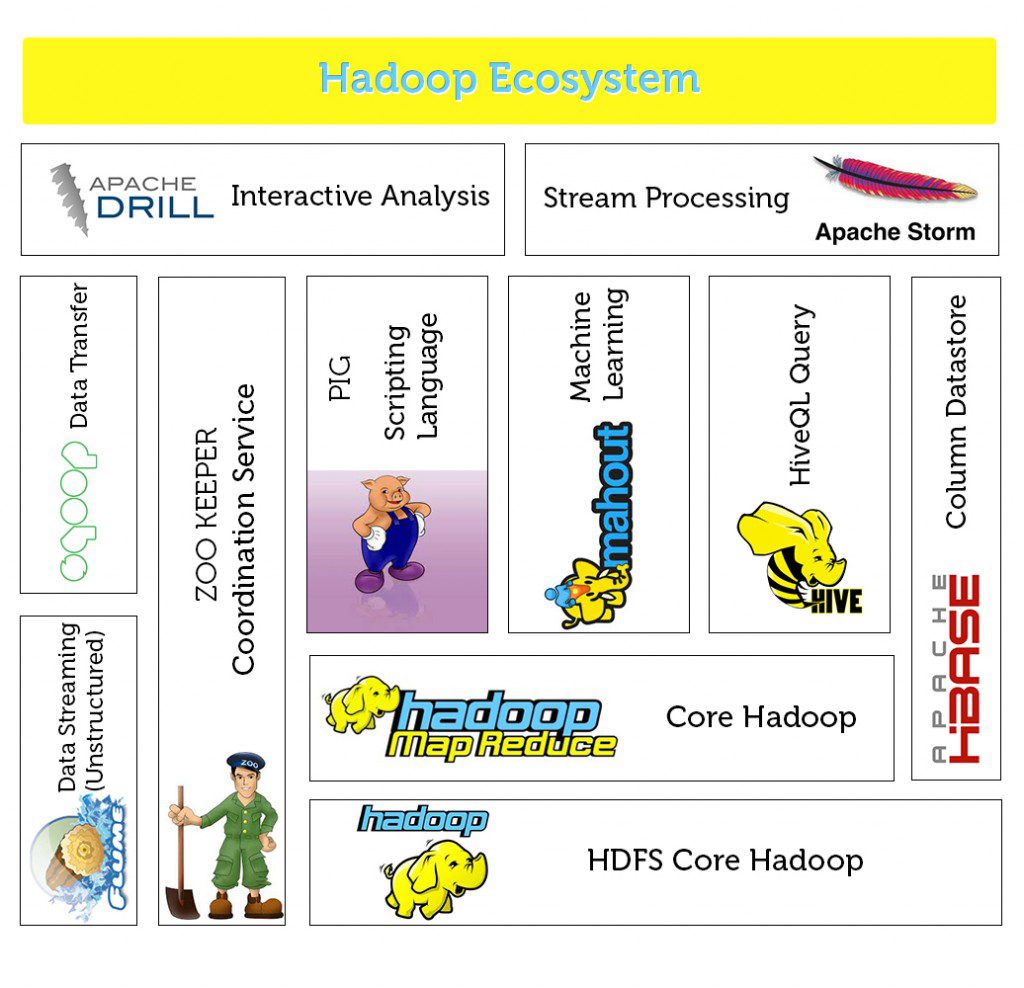 Hadoop Ecosystem
APACHE
DRILL
Interactive Analysis
Stream Processing
Apache Storm
sqoop
Data Transfer
ZOO KEEPER
Coordination Service
ZOO
PIG
Scripting
Language
Machine
Learning
mahout
HiveQL Query
HIVE
Column Datastore
APACHE
HBASE
Data Streaming
(Unstructured)
FLUME
hadoop
Map Reduce
Core Hadoop
hadoop
HDFS Core Hadoop